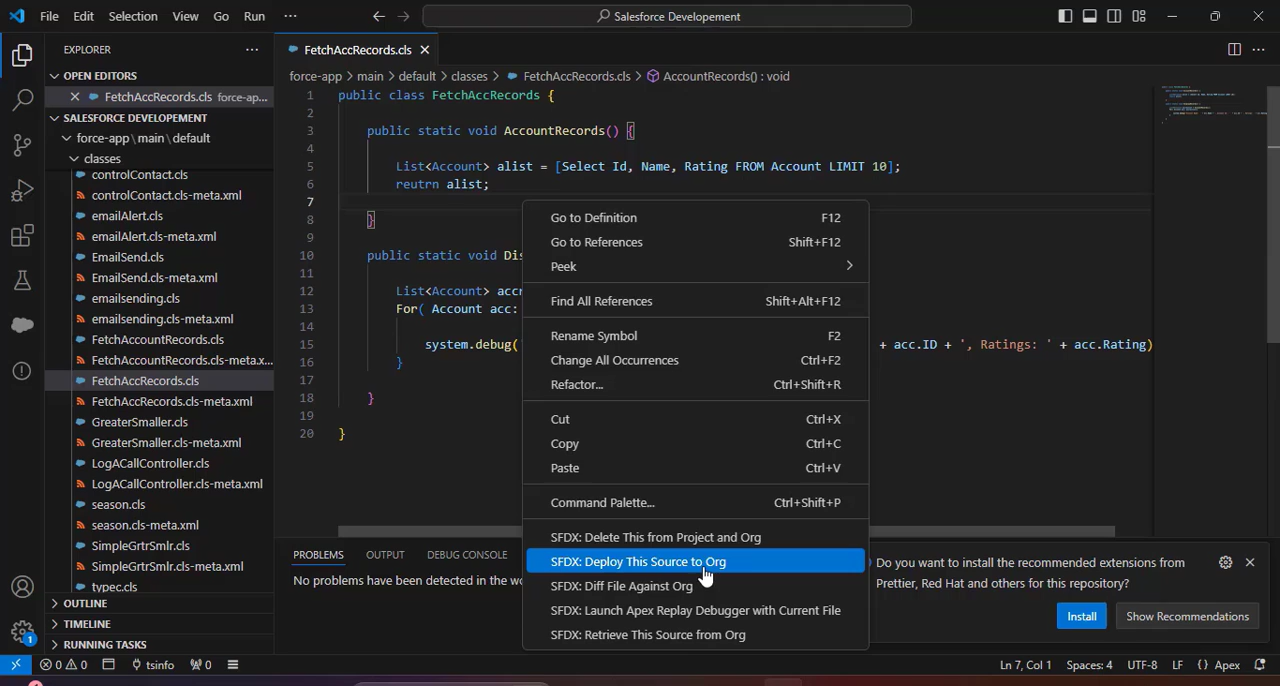 File Edit Selection View Go Run ··· Salesforce Developement
EXPLORER ···
OPEN EDITORS
FetchAccRecords.cls force-ap...
SALESFORCE DEVELOPEMENT
force-app\main\default
classes
controlContact.cls
controlContact.cls-meta.xml
emailAlert.cls
emailAlert.cls-meta.xml
EmailSend.cls
EmailSend.cls-meta.xml
emailsending.cls
emailsending.cls-meta.xml
FetchAccountRecords.cls
FetchAccountRecords.cls-meta.x...
FetchAccRecords.cls
FetchAccRecords.cls-meta.xml
GreaterSmaller.cls
GreaterSmaller.cls-meta.xml
LogACallController.cls
LogACallController.cls-meta.xml
season.cls
season.cls-meta.xml
SimpleGrtrSmlr.cls
SimpleGrtrSmlr.cls-meta.xml
typec.cls
OUTLINE
TIMELINE
RUNNING TASKS
FetchAccRecords.cls
force-app > main > default > classes > FetchAccRecords.cls > AccountRecords() : void
1 public class FetchAccRecords {
2
3 public static void AccountRecords() {
4
5 List<Account> alist = [Select Id, Name, Rating FROM Account LIMIT 10];
6 reutrn alist;
7
8 }
9
10 public static void Dis
11
12 List<Account> accr
13 For( Account acc:
14
15 system.debug(' + acc.ID + ', Ratings: ' + acc.Rating)
16 }
17
18 }
19
20 }
Go to Definition F12
Go to References Shift+F12
Peek
Find All References Shift+Alt+F12
Rename Symbol F2
Change All Occurrences Ctrl+F2
Refactor... Ctrl+Shift+R
Cut Ctrl+X
Copy Ctrl+C
Paste Ctrl+V
Command Palette... Ctrl+Shift+P
SFDX: Delete This from Project and Org
SFDX: Deploy This Source to Org
SFDX: Diff File Against Org
SFDX: Launch Apex Replay Debugger with Current File
SFDX: Retrieve This Source from Org
PROBLEMS OUTPUT DEBUG CONSOLE
No problems have been detected in the wo
Do you want to install the recommended extensions from
Prettier, Red Hat and others for this repository?
Install Show Recommendations
1
0 0 tsinfo 0 Ln 7, Col 1 Spaces: 4 UTF-8 LF {} Apex